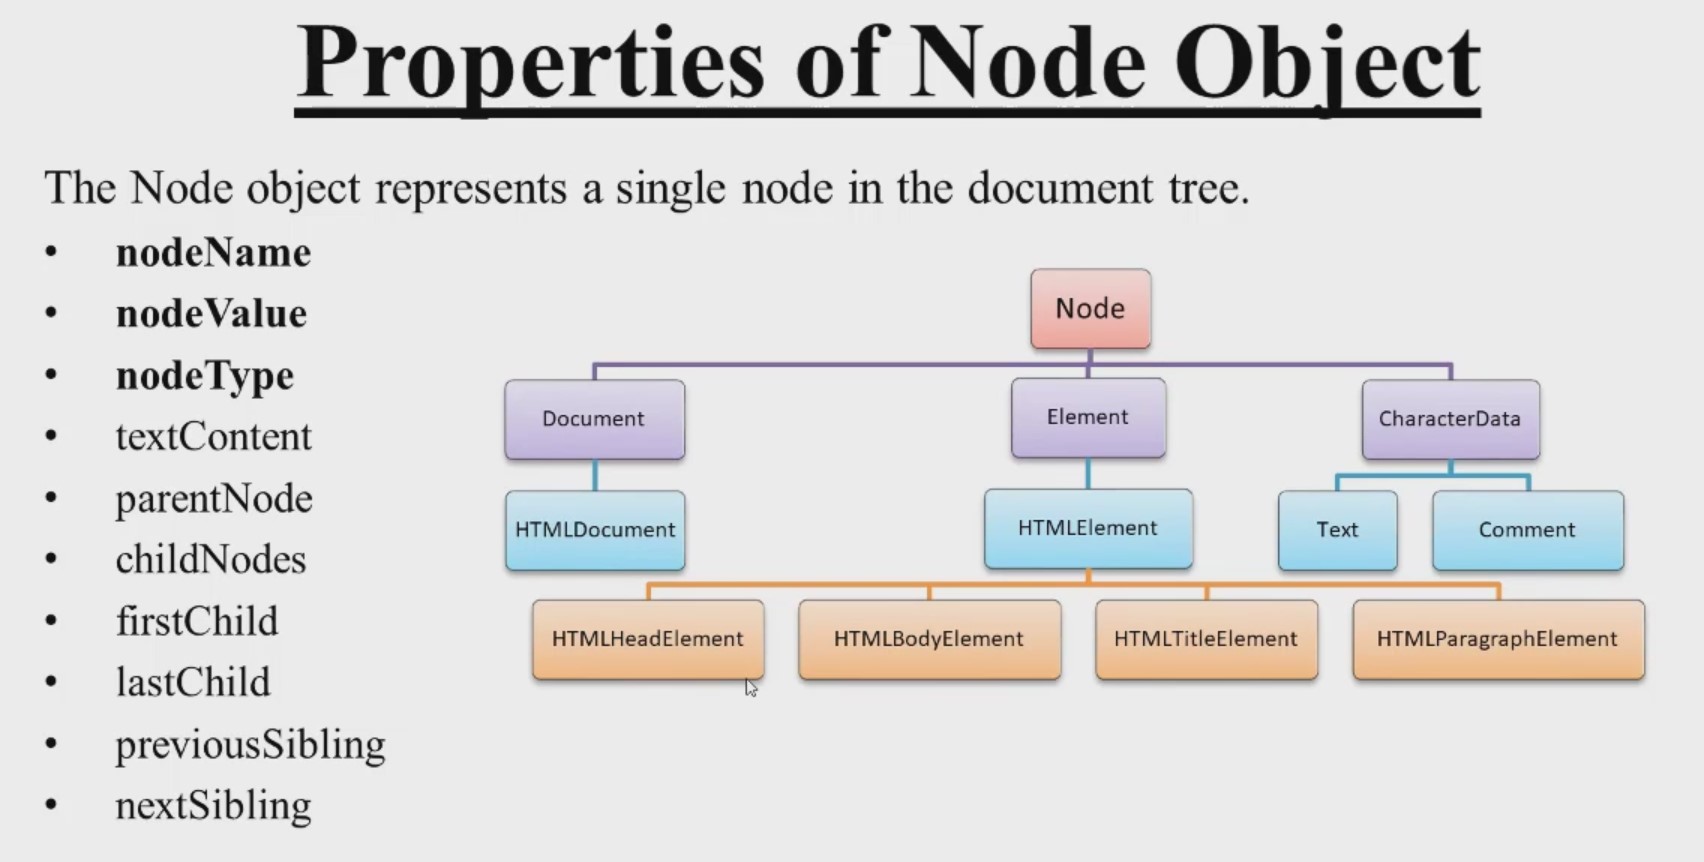 Properties of Node Object
The Node object represents a single node in the document tree.
• nodeName
• nodeValue
• nodeType
• textContent
• parentNode
• childNodes
• firstChild
• lastChild
• previousSibling
• nextSibling
Node
Document
Element
CharacterData
HTMLDocument
HTMLElement
Text
Comment
HTMLHeadElement
HTMLBodyElement
HTMLTitleElement
HTMLParagraphElement